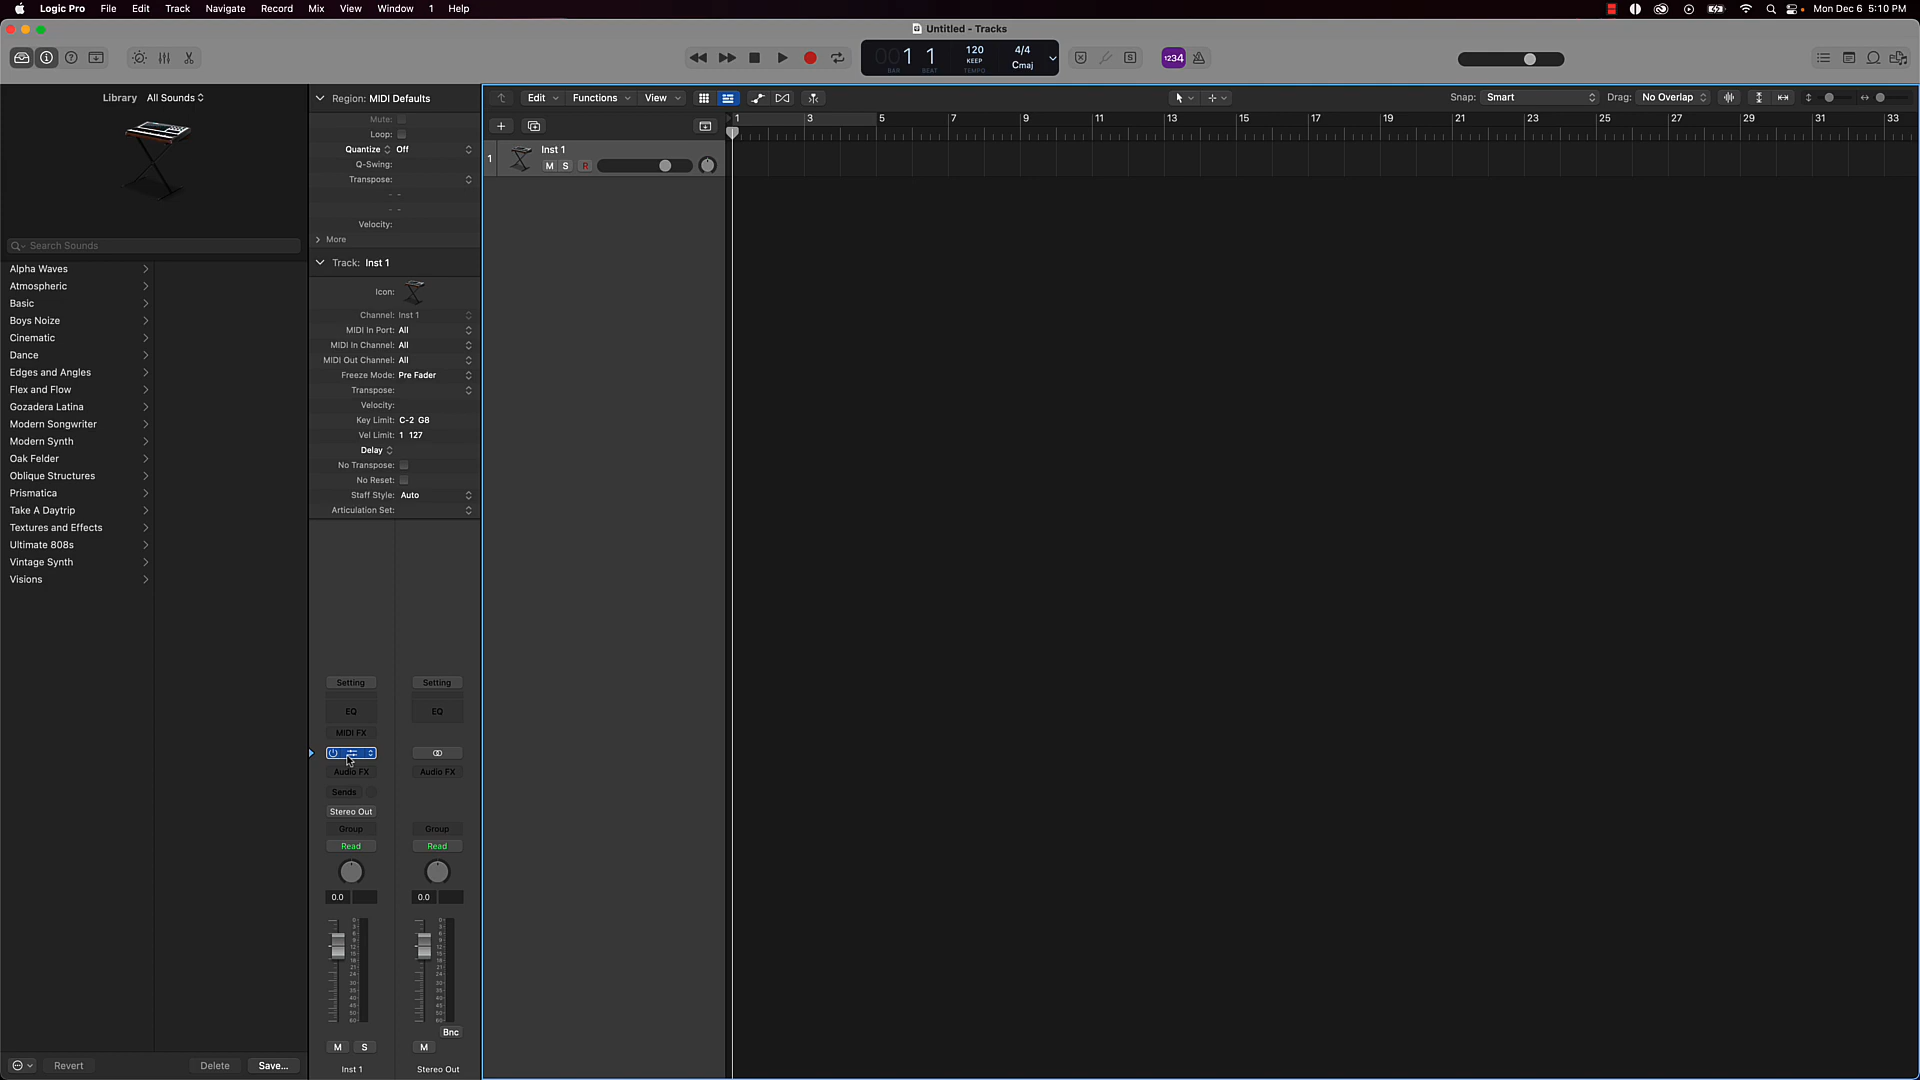 Logic Pro File Edit Track Navigate Record Mix View Window 1 Help Mon Dec 6 5:10 PM
Untitled - Tracks
001 1 120 4/4
KEEP Cmaj
BAR BEAT TEMPO
1234
Library All Sounds
Search Sounds
Alpha Waves
Atmospheric
Basic
Boys Noize
Cinematic
Dance
Edges and Angles
Flex and Flow
Gozadera Latina
Modern Songwriter
Modern Synth
Oak Felder
Oblique Structures
Prismatica
Take A Daytrip
Textures and Effects
Ultimate 808s
Vintage Synth
Visions
Revert Delete Save...
Region: MIDI Defaults
Mute:
Loop:
Quantize Off
Q-Swing:
Transpose:
- -
- -
Velocity:
More
Track: Inst 1
Icon:
Channel: Inst 1
MIDI In Port: All
MIDI In Channel: All
MIDI Out Channel: All
Freeze Mode: Pre Fader
Transpose:
Velocity:
Key Limit: C-2 G8
Vel Limit: 1 127
Delay
No Transpose:
No Reset:
Staff Style: Auto
Articulation Set:
Setting Setting
EQ EQ
MIDI FX
Audio FX Audio FX
Sends
Stereo Out
Group Group
Read Read
0.0 0.0
Bnc
M S M
Inst 1 Stereo Out
Edit Functions View Snap: Smart Drag: No Overlap
1 3 5 7 9 11 13 15 17 19 21 23 25 27 29 31 33
1 Inst 1
M S R